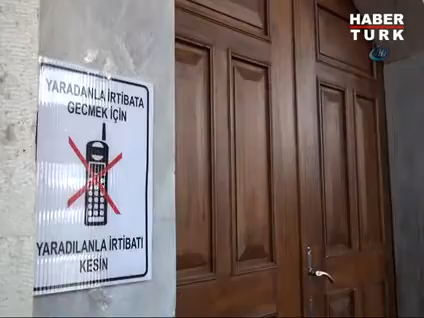 HABER
TURK
YARADANLA İRTİBATA
GEÇMEK İÇİN
YARADILANLA İRTİBATI
KESİN